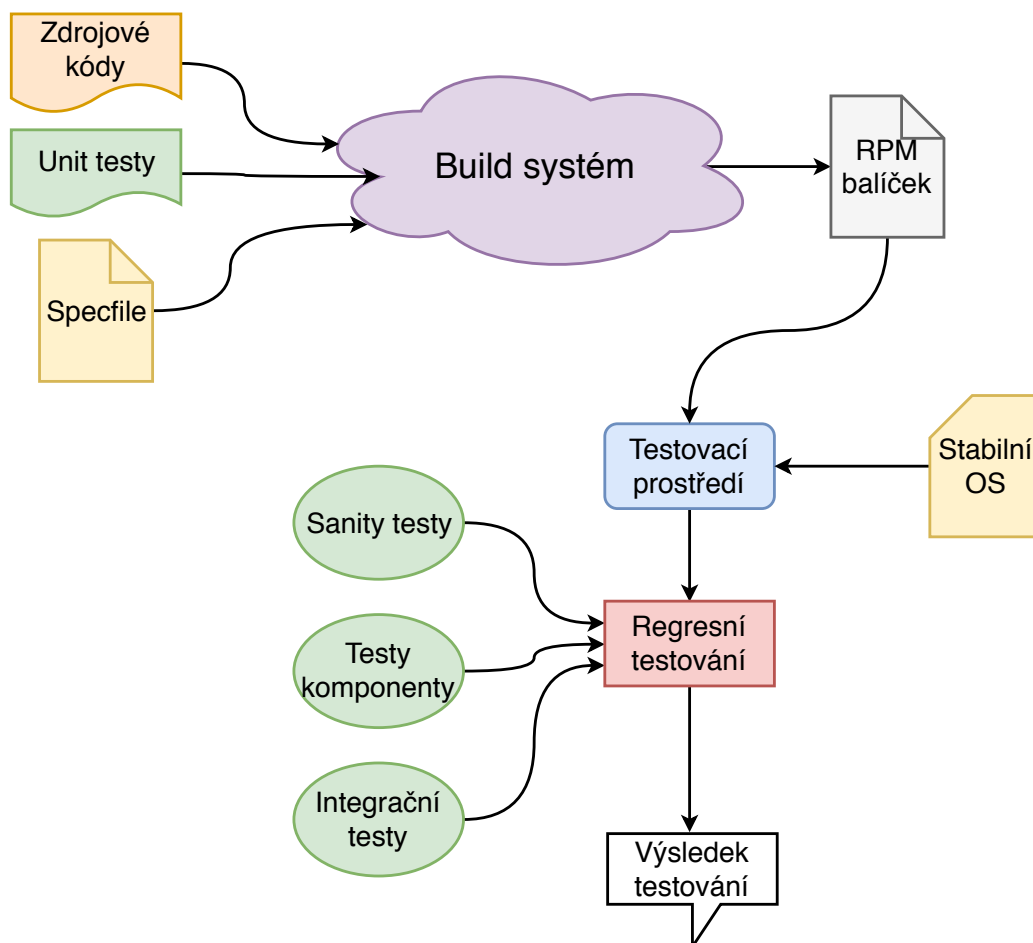 Zdrojové
kódy
Unit testy
Specfile
Build systém
RPM
balíček
Testovací
prostředí
Stabilní
OS
Sanity testy
Testy
komponenty
Integrační
testy
Regresní
testování
Výsledek
testování